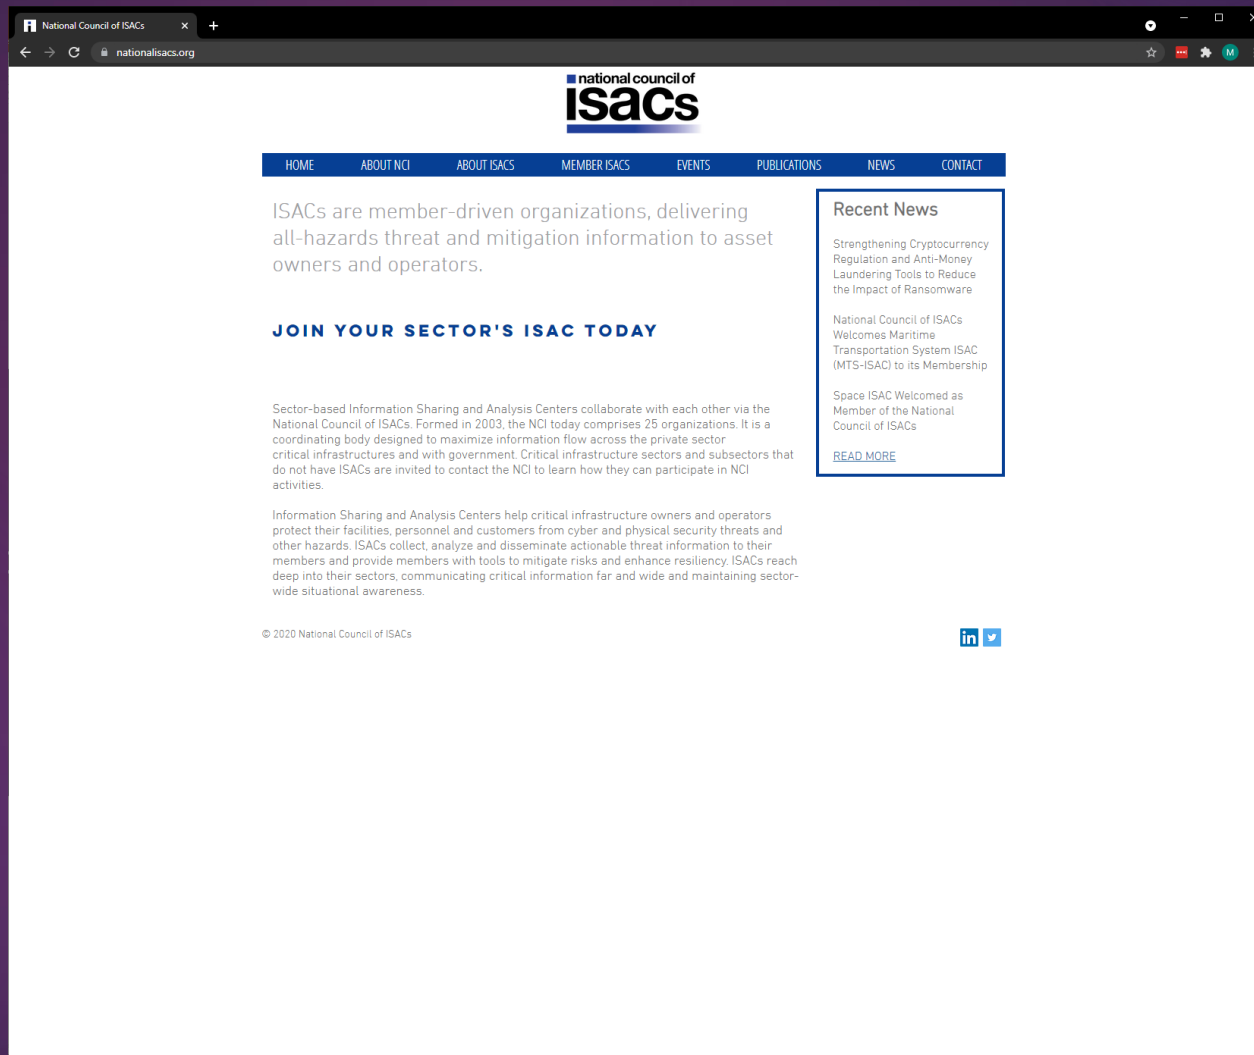 National Council of ISACs
nationalisacs.org
M
national council of
isacs
HOME ABOUT NCI ABOUT ISACS MEMBER ISACS EVENTS PUBLICATIONS NEWS CONTACT
ISACs are member-driven organizations, delivering
all-hazards threat and mitigation information to asset
owners and operators.
JOIN YOUR SECTOR'S ISAC TODAY
Sector-based Information Sharing and Analysis Centers collaborate with each other via the
National Council of ISACs. Formed in 2003, the NCI today comprises 25 organizations. It is a
coordinating body designed to maximize information flow across the private sector
critical infrastructures and with government. Critical infrastructure sectors and subsectors that
do not have ISACs are invited to contact the NCI to learn how they can participate in NCI
activities.
Information Sharing and Analysis Centers help critical infrastructure owners and operators
protect their facilities, personnel and customers from cyber and physical security threats and
other hazards. ISACs collect, analyze and disseminate actionable threat information to their
members and provide members with tools to mitigate risks and enhance resiliency. ISACs reach
deep into their sectors, communicating critical information far and wide and maintaining sector-
wide situational awareness.
Recent News
Strengthening Cryptocurrency
Regulation and Anti-Money
Laundering Tools to Reduce
the Impact of Ransomware
National Council of ISACs
Welcomes Maritime
Transportation System ISAC
(MTS-ISAC) to its Membership
Space ISAC Welcomed as
Member of the National
Council of ISACs
READ MORE
© 2020 National Council of ISACs
in